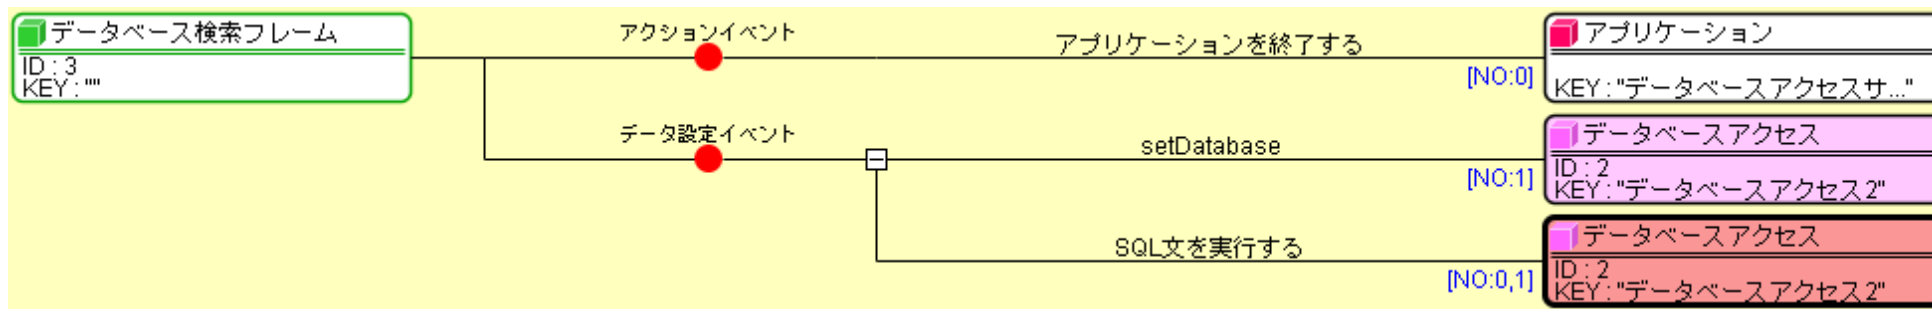 データベース検索フレーム
ID : 3
KEY : ""
アクションイベント
アプリケーションを終了する
[NO:0]
アプリケーション
KEY : "データベースアクセスサ..."
データ設定イベント
setDatabase
[NO:1]
データベースアクセス
ID : 2
KEY : "データベースアクセス2"
SQL文を実行する
[NO:0,1]
データベースアクセス
ID : 2
KEY : "データベースアクセス2"